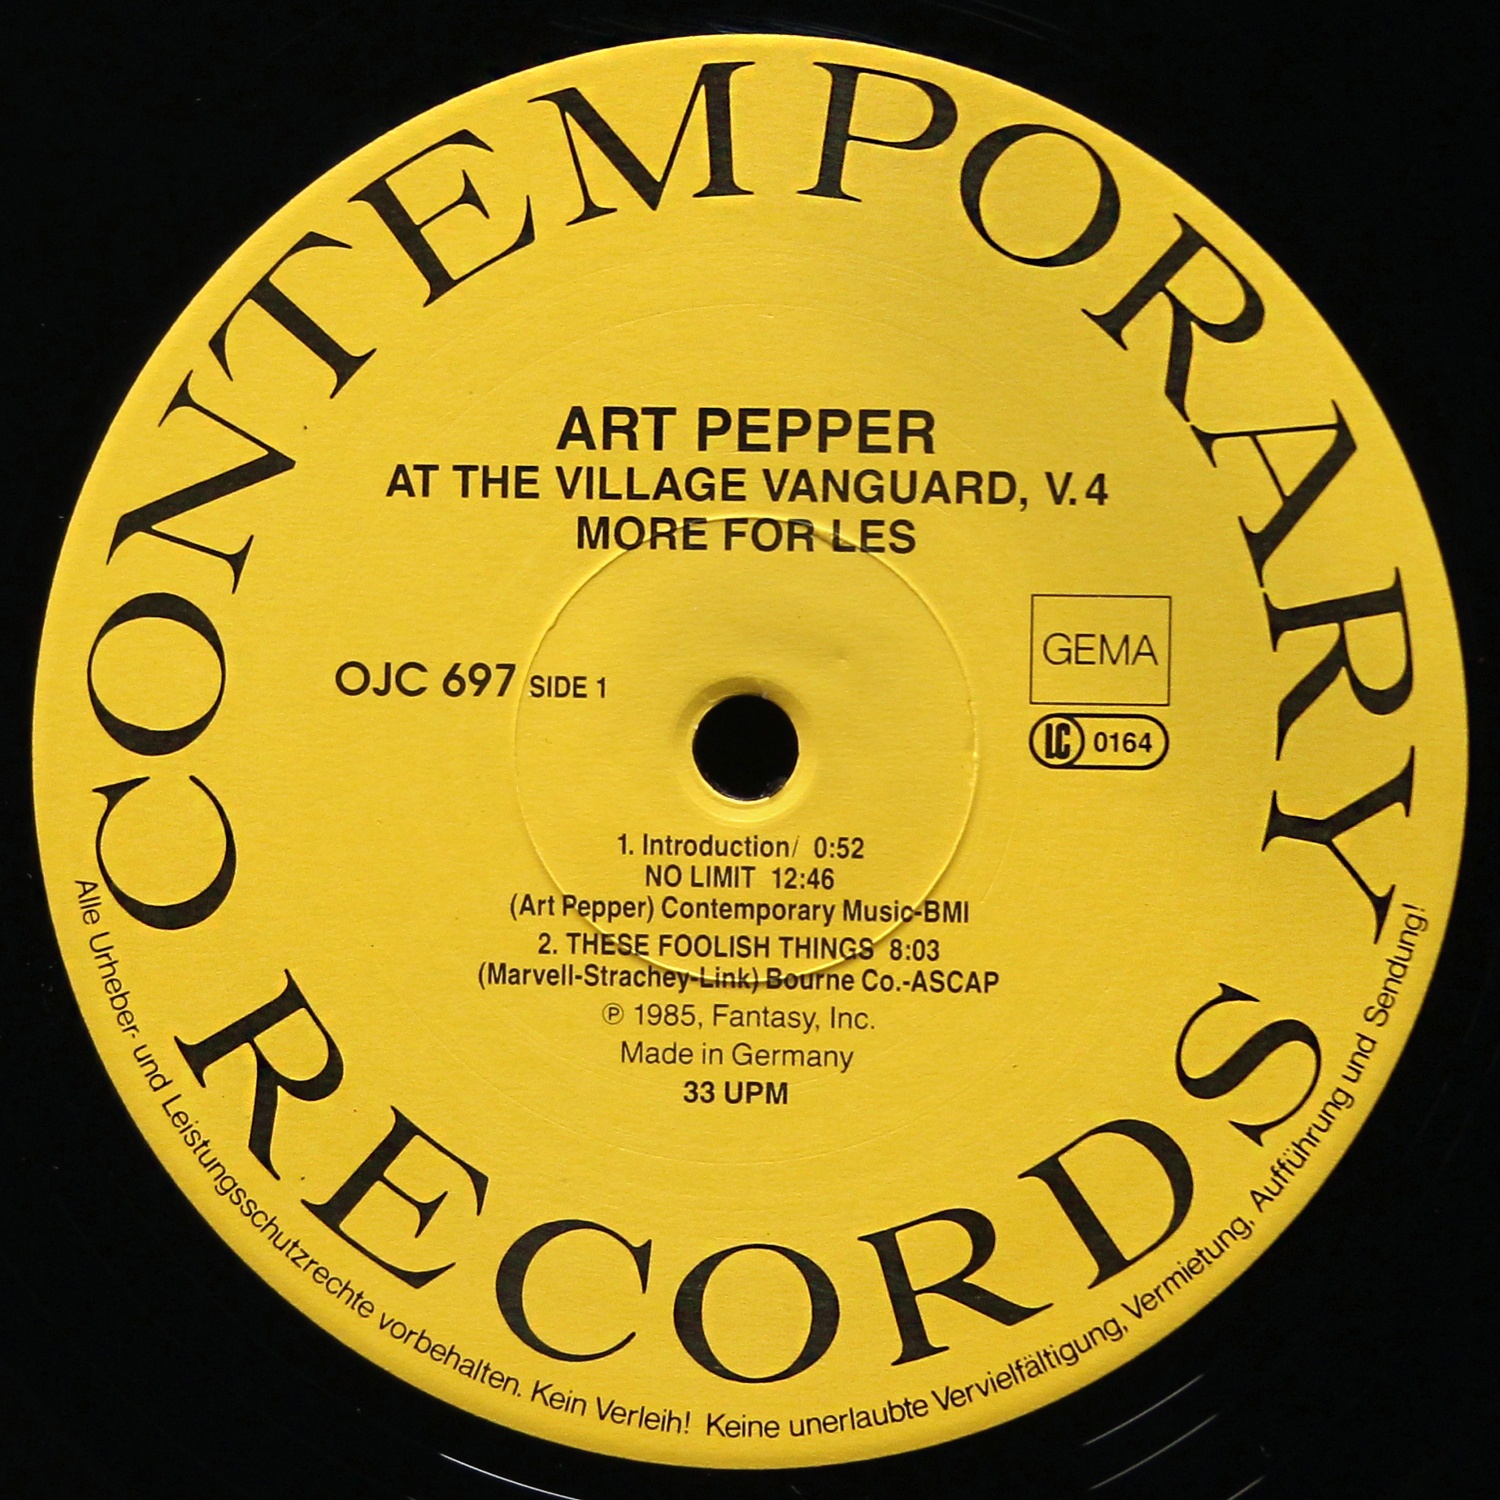 CONTEMPORARY RECORDS
ART PEPPER
AT THE VILLAGE VANGUARD, V. 4
MORE FOR LES
OJC 697 SIDE 1
GEMA
LC 0164
1. Introduction/ 0:52
NO LIMIT 12:46
(Art Pepper) Contemporary Music-BMI
2. THESE FOOLISH THINGS 8:03
(Marvell-Strachey-Link) Bourne Co.-ASCAP
℗ 1985, Fantasy, Inc.
Made in Germany
33 UPM
Alle Urheber- und Leistungsschutzrechte vorbehalten. Kein Verleih! Keine unerlaubte Vervielfältigung, Vermietung, Aufführung und Sendung!